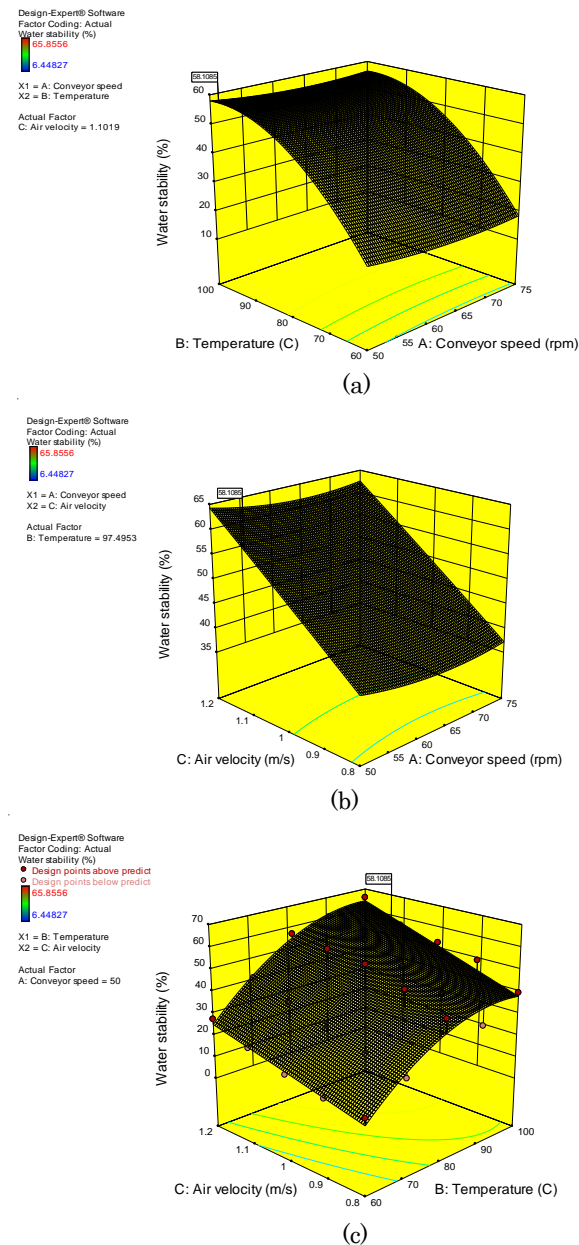 Design-Expert® Software
Factor Coding: Actual
Water stability (%)
65.8556
6.44827
X1 = A: Conveyor speed
X2 = B: Temperature
Actual Factor
C: Air velocity = 1.1019
58.1085
60
50
40
30
20
10
Water stability (%)
100
90
80
70
60
50
55
60
65
70
75
B: Temperature (C)
A: Conveyor speed (rpm)
(a)
Design-Expert® Software
Factor Coding: Actual
Water stability (%)
65.8556
6.44827
X1 = A: Conveyor speed
X2 = C: Air velocity
Actual Factor
B: Temperature = 97.4953
58.1085
65
60
55
50
45
40
35
Water stability (%)
1.2
1.1
1
0.9
0.8
50
55
60
65
70
75
C: Air velocity (m/s)
A: Conveyor speed (rpm)
(b)
Design-Expert® Software
Factor Coding: Actual
Water stability (%)
Design points above predict
Design points below predict
65.8556
6.44827
X1 = B: Temperature
X2 = C: Air velocity
Actual Factor
A: Conveyor speed = 50
58.1085
70
60
50
40
30
20
10
0
Water stability (%)
1.2
1.1
1
0.9
0.8
60
70
80
90
100
C: Air velocity (m/s)
B: Temperature (C)
(c)